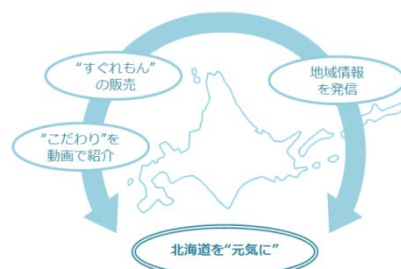 “すぐれもん”
の販売
地域情報
を発信
“こだわり”を
動画で紹介
北海道を“元気に”